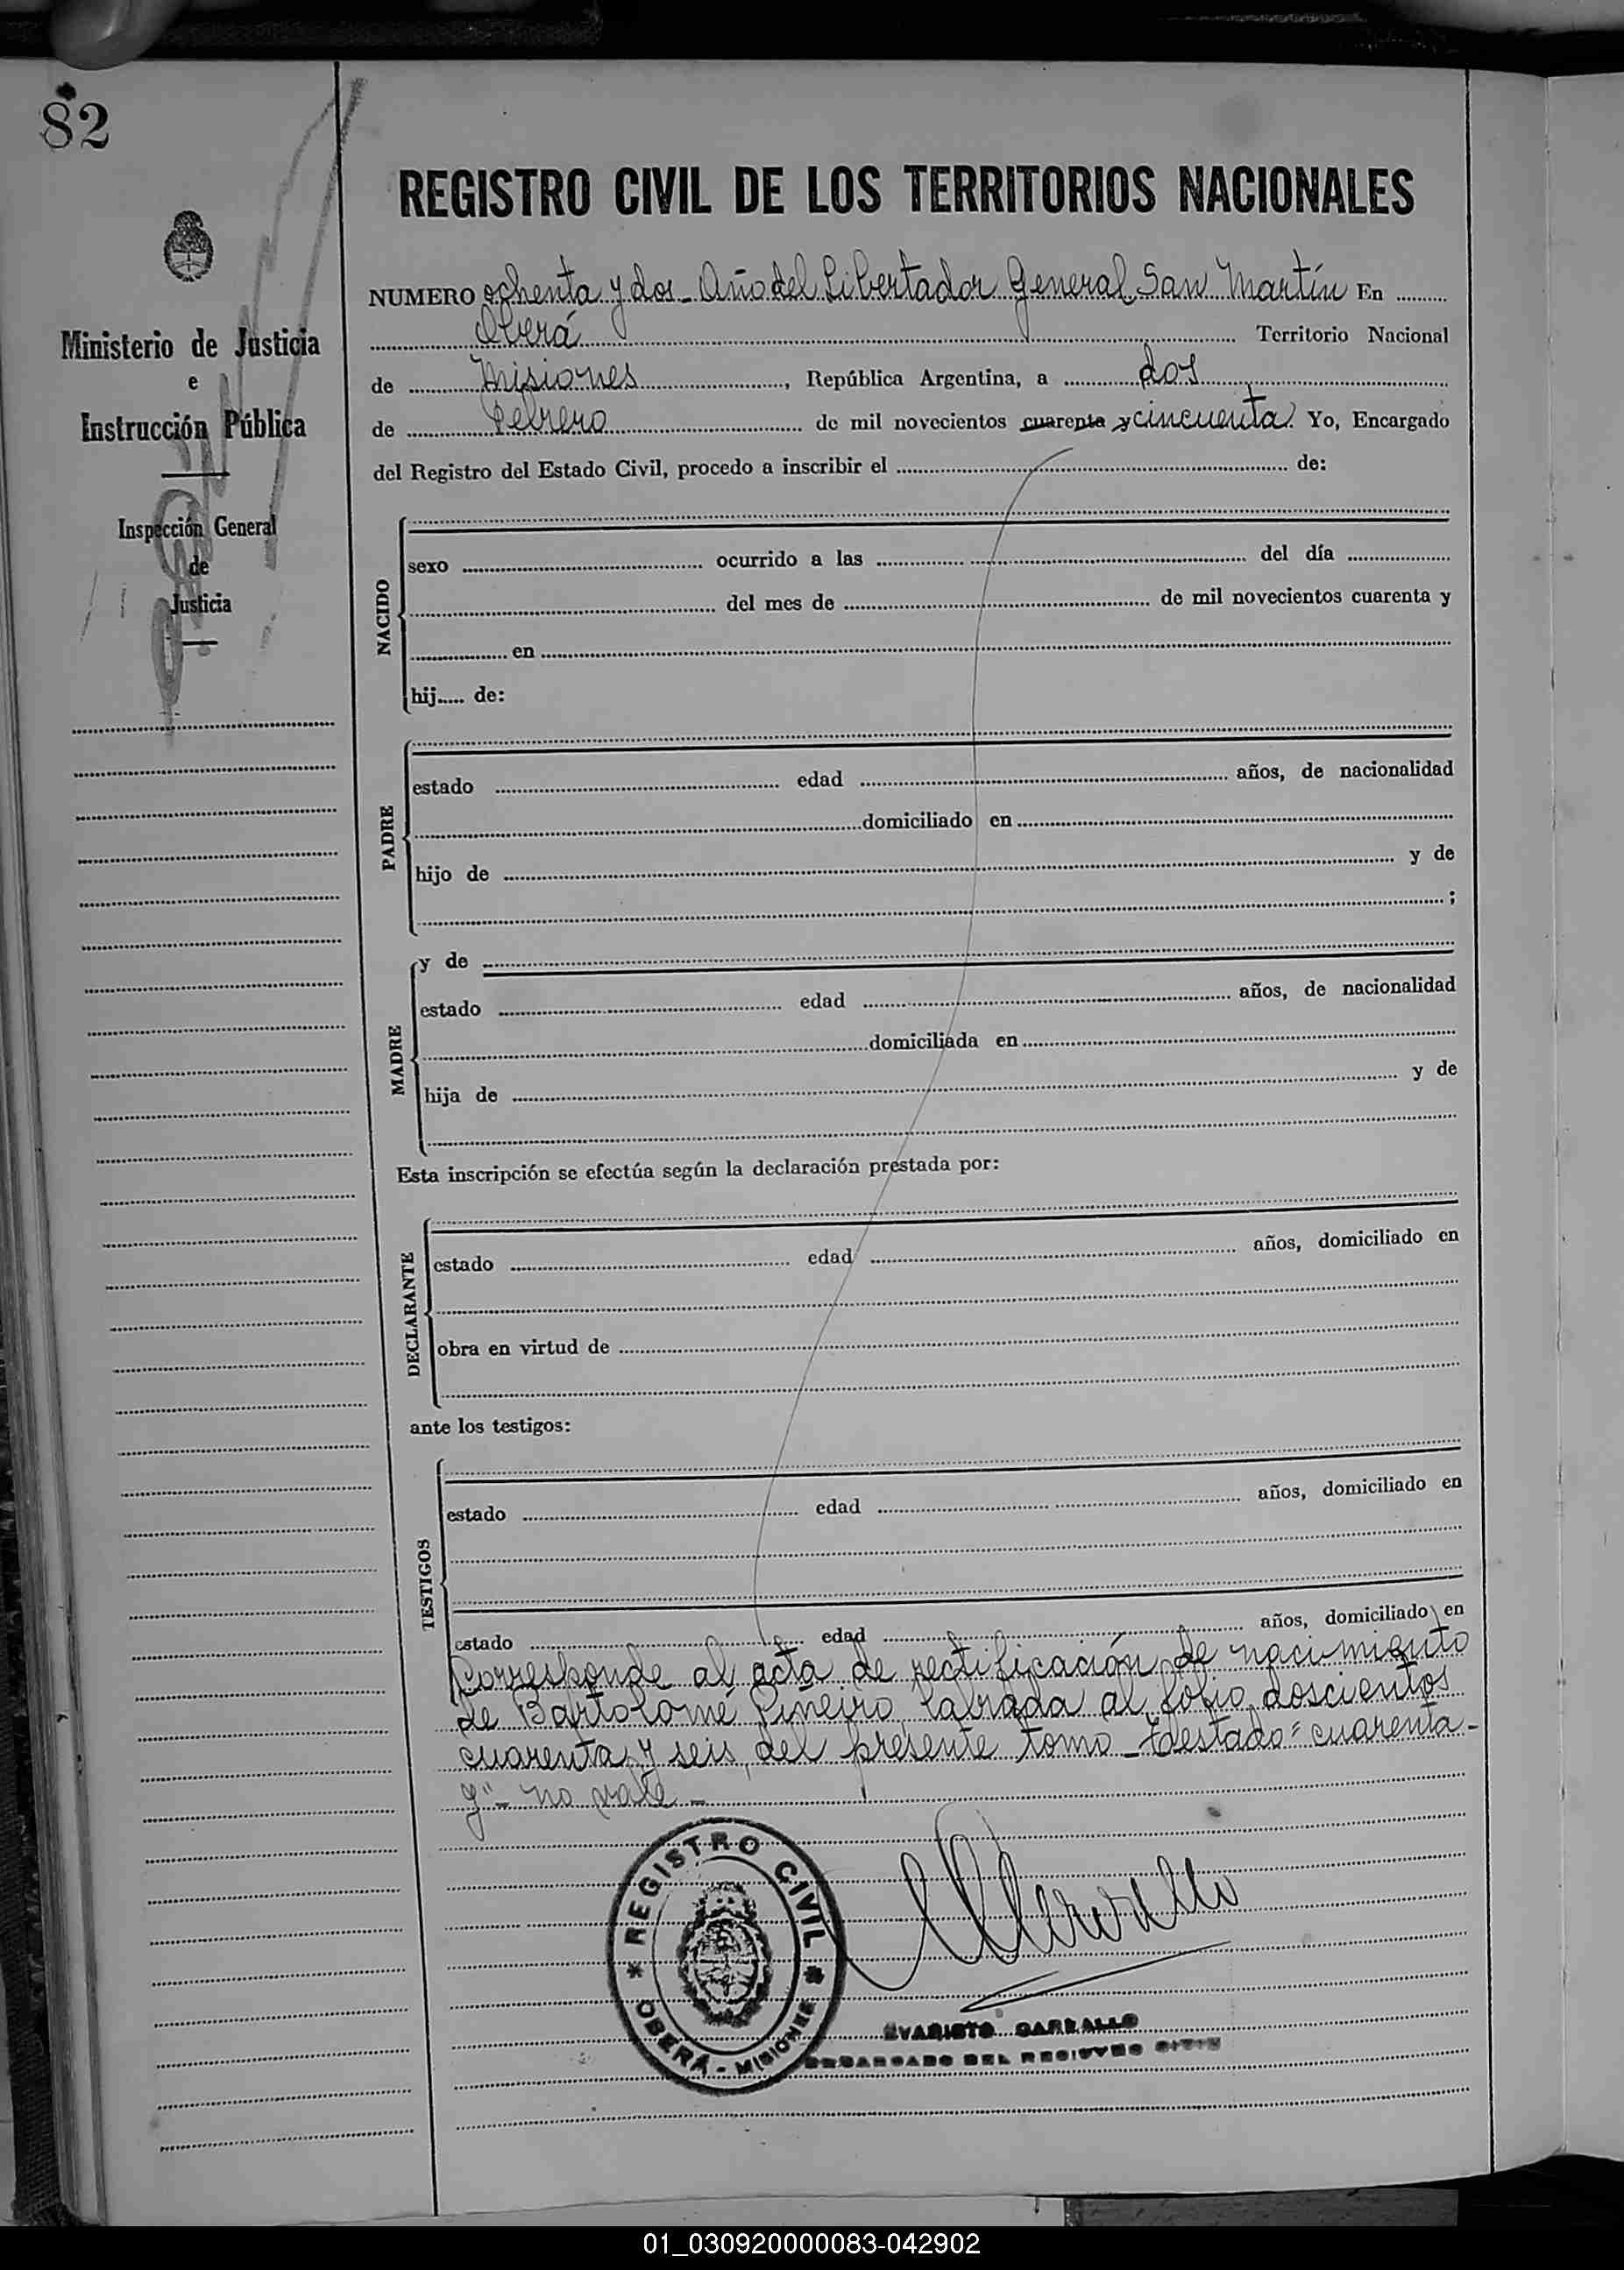 82
Ministerio de Justicia
e
Instrucción Pública
Inspección General
de
Justicia
REGISTRO CIVIL DE LOS TERRITORIOS NACIONALES
NUMERO ochenta y dos - Año del Libertador General San Martín En
Oberá Territorio Nacional
de Misiones, República Argentina, a dos
de febrero de mil novecientos cuarenta y cincuenta. Yo, Encargado
del Registro del Estado Civil, procedo a inscribir el de:
NACIDO
sexo ocurrido a las del día
del mes de de mil novecientos cuarenta y
en
hij..... de:
PADRE
estado edad años, de nacionalidad
domiciliado en
hijo de y de
;
MADRE
y de
estado edad años, de nacionalidad
domiciliada en
hija de y de
Esta inscripción se efectúa según la declaración prestada por:
DECLARANTE
estado edad años, domiciliado en
obra en virtud de
ante los testigos:
TESTIGOS
estado edad años, domiciliado en
estado edad años, domiciliado en
Corresponde al acta de rectificación de nacimiento
de Bartolomé Piñeiro, labrada al folio doscientos
cuarenta y seis del presente tomo - Testado "cuarenta -
y" - no vale -
REGISTRO CIVIL
OBERÁ - MISIONES
EVARISTO CARBALLO
ENCARGADO DEL REGISTRO CIVIL
01_030920000083-042902